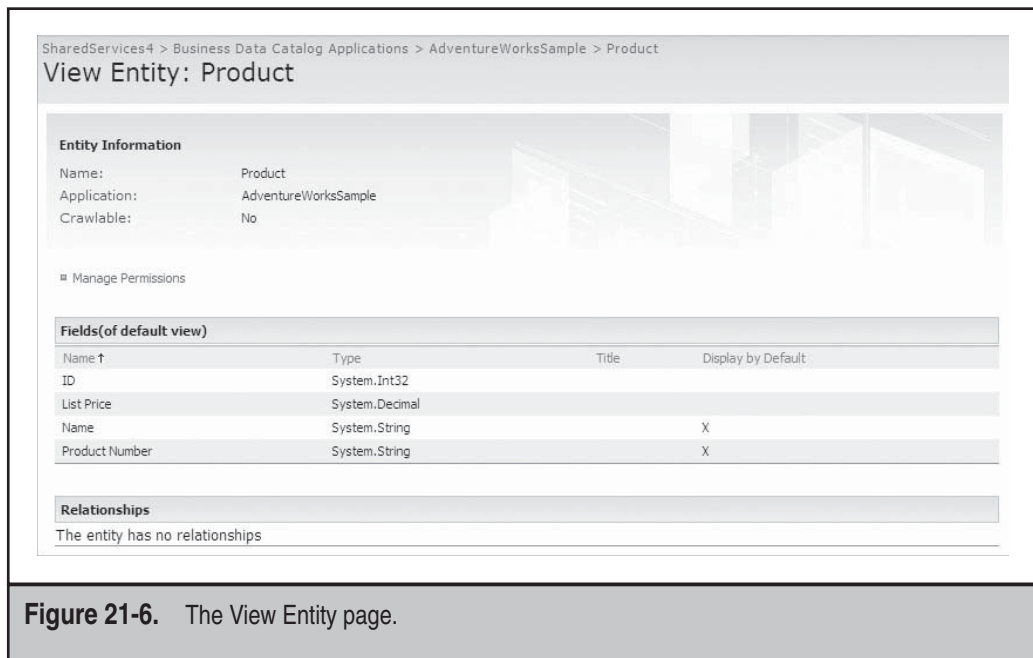 SharedServices4 > Business Data Catalog Applications > AdventureWorksSample > Product
View Entity: Product
Entity Information
Name: Product
Application: AdventureWorksSample
Crawlable: No
Manage Permissions
Fields(of default view)
Name ↑ Type Title Display by Default
ID System.Int32
List Price System.Decimal
Name System.String X
Product Number System.String X
Relationships
The entity has no relationships
Figure 21-6. The View Entity page.